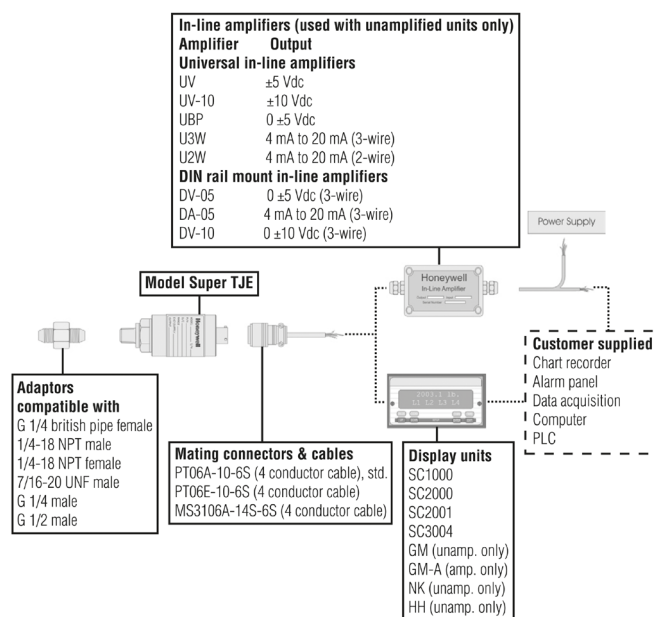 In-line amplifiers (used with unamplified units only)
Amplifier Output
Universal in-line amplifiers
UV ±5 Vdc
UV-10 ±10 Vdc
UBP 0 ±5 Vdc
U3W 4 mA to 20 mA (3-wire)
U2W 4 mA to 20 mA (2-wire)
DIN rail mount in-line amplifiers
DV-05 0 ±5 Vdc (3-wire)
DA-05 4 mA to 20 mA (3-wire)
DV-10 0 ±10 Vdc (3-wire)
Power Supply
Honeywell
In-Line Amplifier
Model Super TJE
Honeywell
Adaptors
compatible with
G 1/4 british pipe female
1/4-18 NPT male
1/4-18 NPT female
7/16-20 UNF male
G 1/4 male
G 1/2 male
Mating connectors & cables
PT06A-10-6S (4 conductor cable), std.
PT06E-10-6S (4 conductor cable)
MS3106A-14S-6S (4 conductor cable)
2003.1 10.
11 12 13 14
Display units
SC1000
SC2000
SC2001
SC3004
GM (unamp. only)
GM-A (amp. only)
NK (unamp. only)
HH (unamp. only)
Customer supplied
Chart recorder
Alarm panel
Data acquisition
Computer
PLC